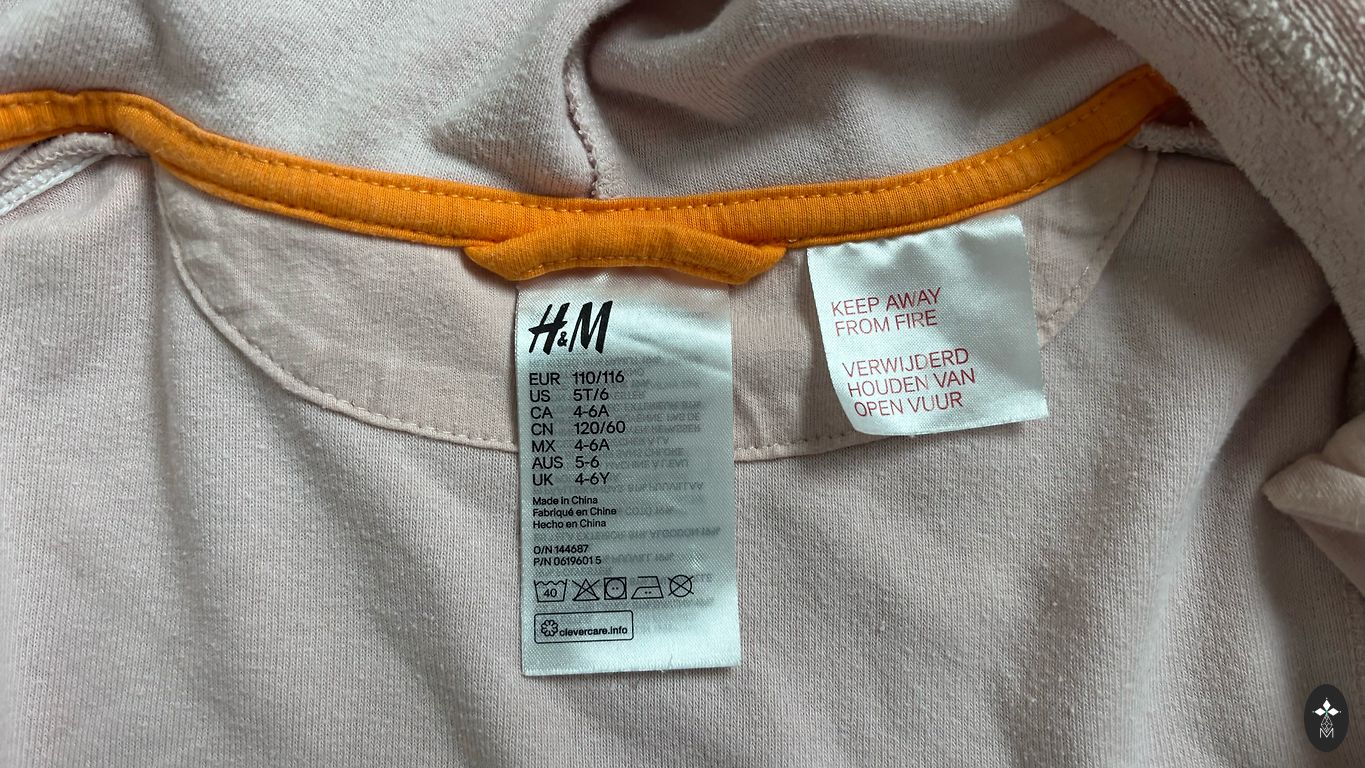 H&M
EUR 110/116
US 5T/6
CA 4-6A
CN 120/60
MX 4-6A
AUS 5-6
UK 4-6Y
Made in China
Fabriqué en Chine
Hecho en China
O/N 144687
P/N 0619601 5
40
clevercare.info
KEEP AWAY
FROM FIRE
VERWIJDERD
HOUDEN VAN
OPEN VUUR
M